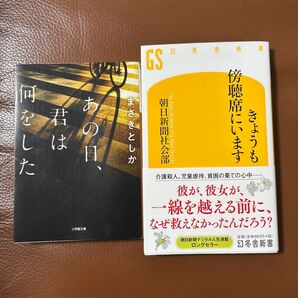 まさきとしか
あの日、
君は
何をした
小学館文庫
GS 幻冬舎新書
きょうも
傍聴席にいます
朝日新聞社会部
介護殺人、児童虐待、貧困の果ての心中……
彼が、彼女が、
一線を越える前に、
なぜ救えなかったんだろう?
朝日新聞デジタル人気連載
ロングセラー
幻冬舎新書